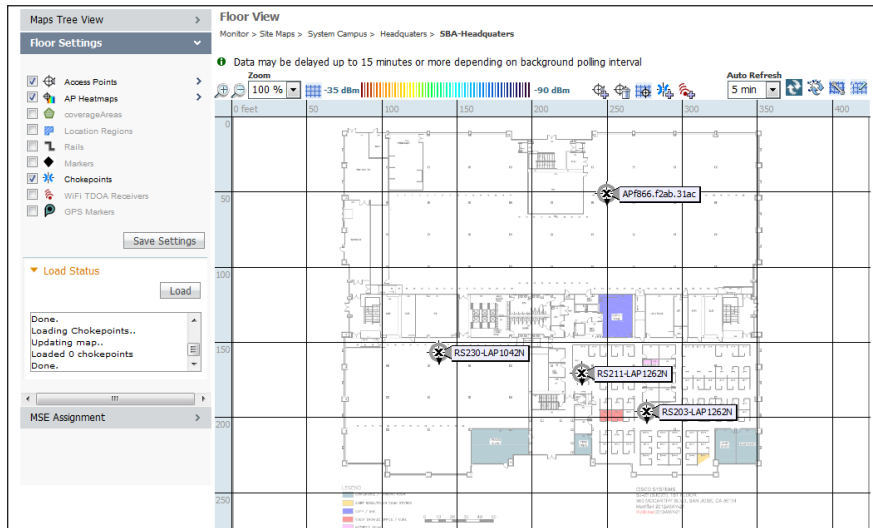 Maps Tree View
Floor Settings
Access Points
AP Heatmaps
coverageAreas
Location Regions
Rails
Markers
Chokepoints
WiFi TDOA Receivers
GPS Markers
Save Settings
Load Status
Load
Done.
Loading Chokepoints..
Updating map..
Loaded 0 chokepoints
Done.
MSE Assignment
Floor View
Monitor > Site Maps > System Campus > Headquaters > SBA-Headquaters
Data may be delayed up to 15 minutes or more depending on background polling interval
Zoom
100 %
-35 dBm
-90 dBm
Auto Refresh
5 min
0 feet 50 100 150 200 250 300 350 400
0
50
100
150
200
250
APf866.f2ab.31ac
RS230-LAP1042N
RS211-LAP1262N
RS203-LAP1262N
LEGEND
CISCO SYSTEMS